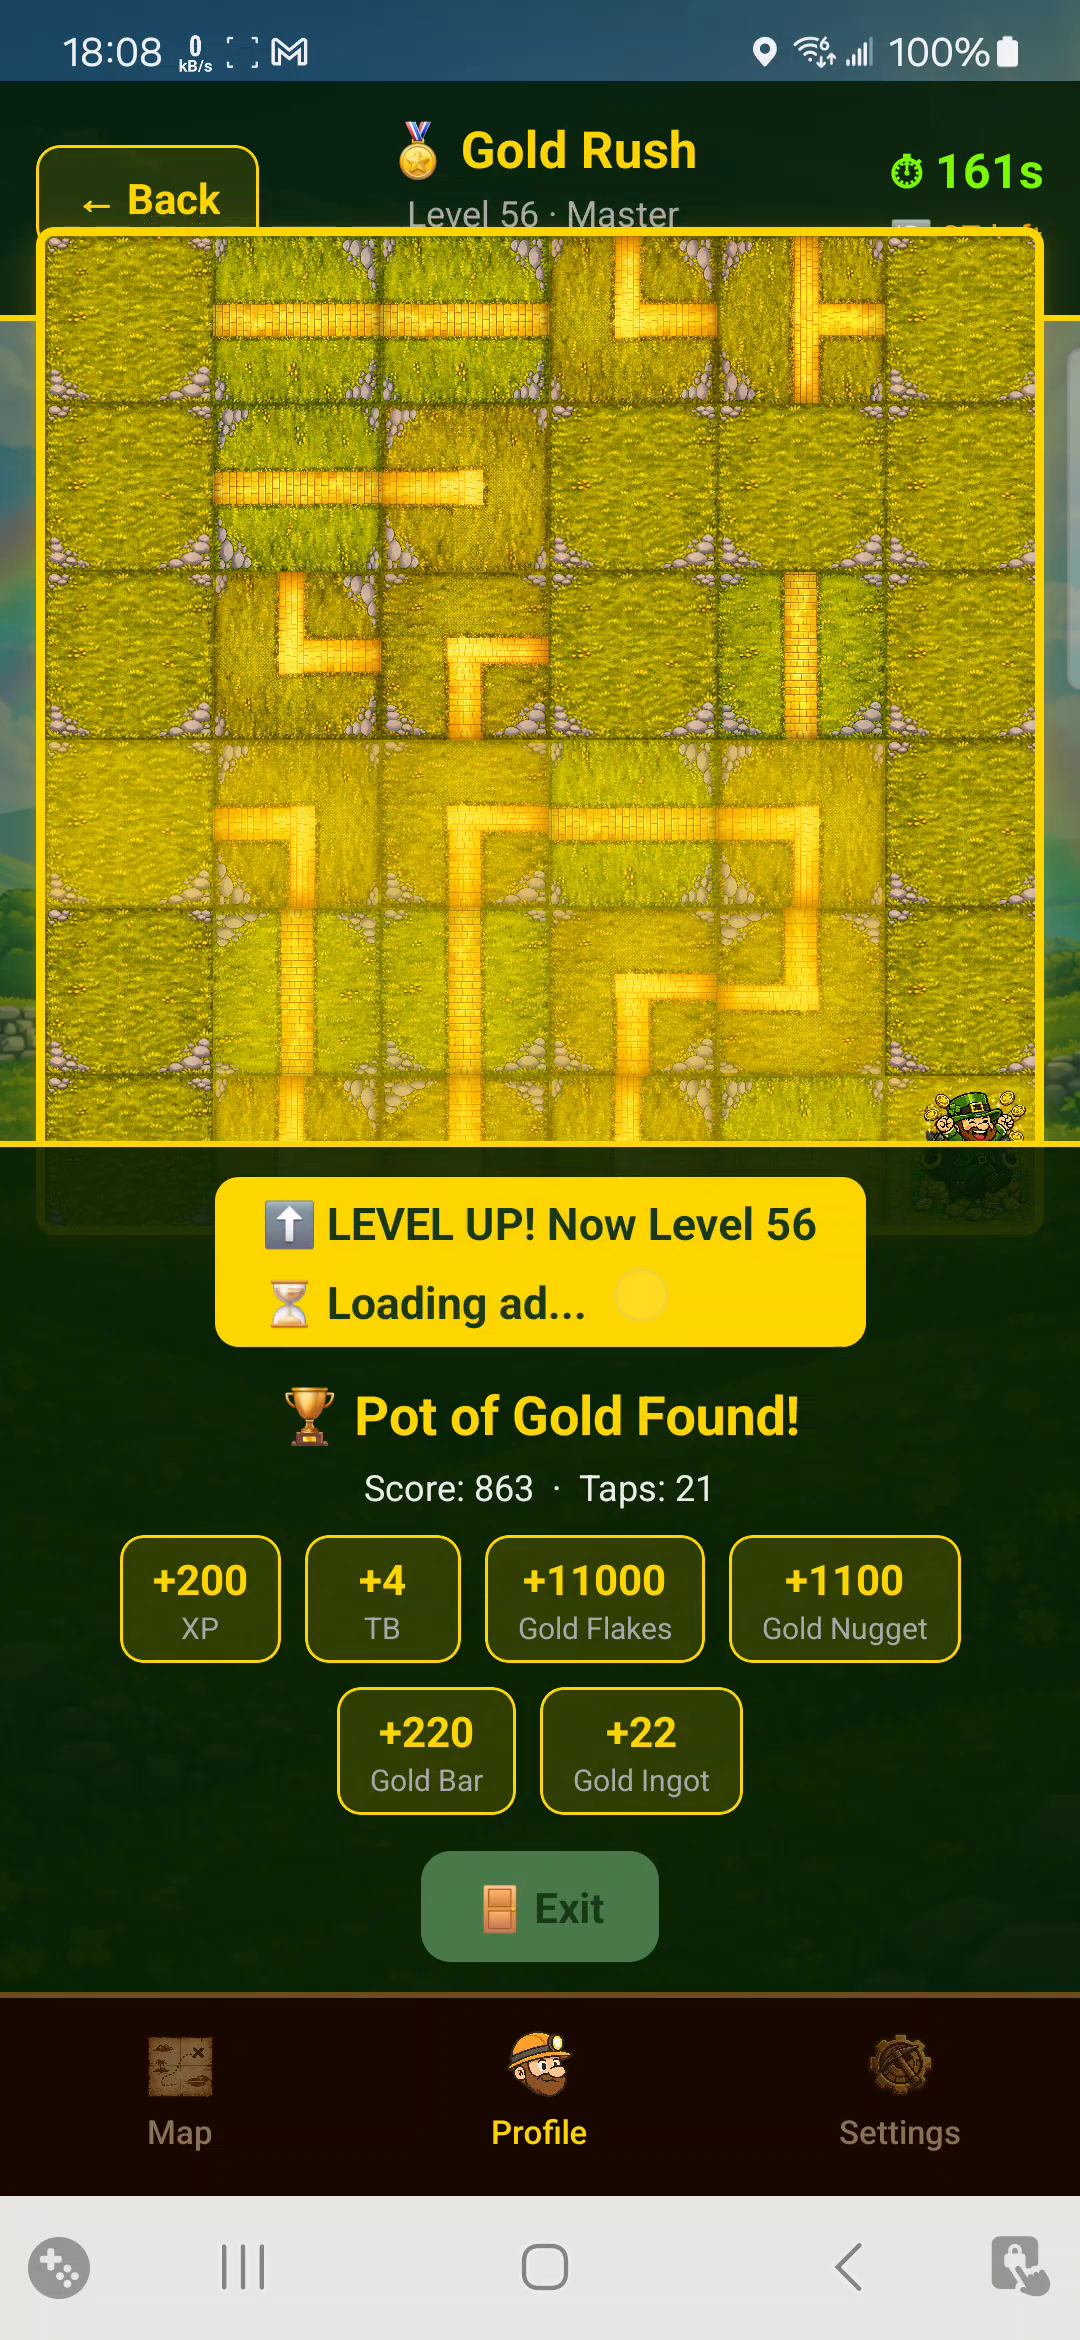 18:08
0
kB/s
6
100%
Gold Rush
← Back
161s
Level 56 · Master
LEVEL UP! Now Level 56
Loading ad...
Pot of Gold Found!
Score: 863 · Taps: 21
+200
XP
+4
TB
+11000
Gold Flakes
+1100
Gold Nugget
+220
Gold Bar
+22
Gold Ingot
Exit
Map
Profile
Settings